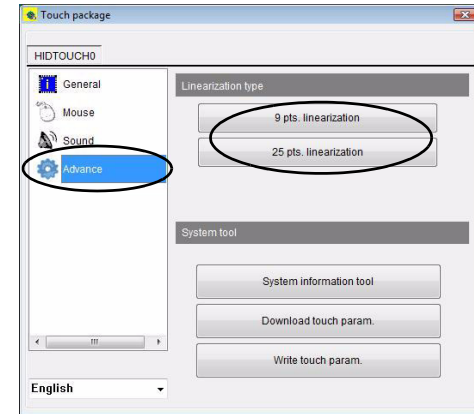 Touch package
HIDTOUCH0
General
Mouse
Sound
Advance
Linearization type
9 pts. linearization
25 pts. linearization
System tool
System information tool
Download touch param.
Write touch param.
English